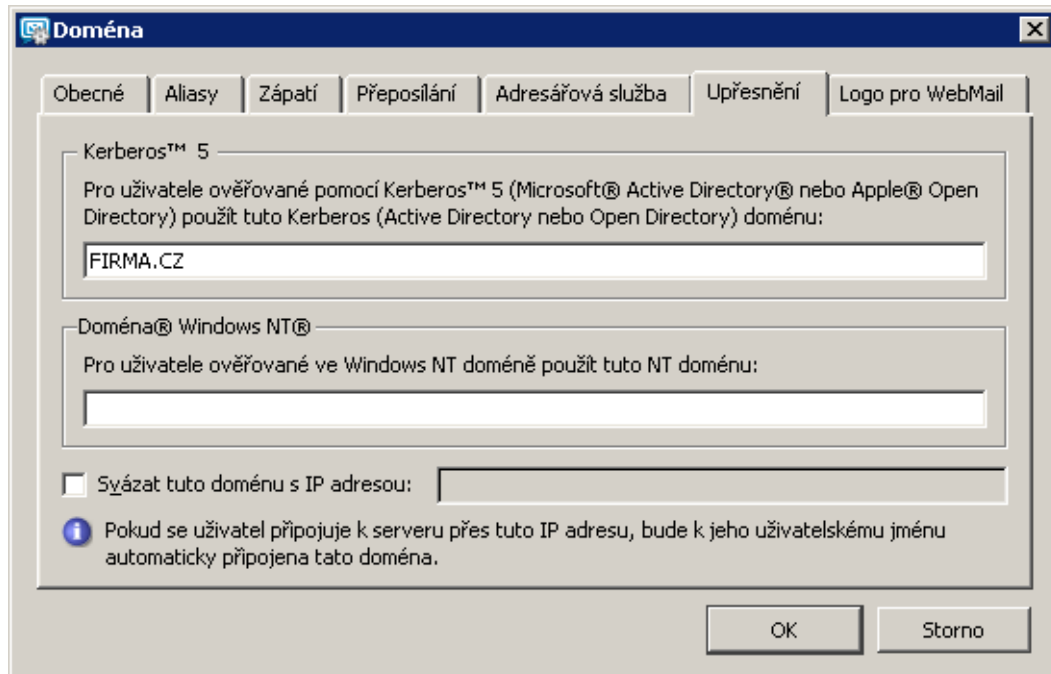 Doména
Obecné
Aliasy
Zápatí
Přeposílání
Adresářová služba
Upřesnění
Logo pro WebMail
Kerberos™ 5
Pro uživatele ověřované pomocí Kerberos™ 5 (Microsoft® Active Directory® nebo Apple® Open
Directory) použít tuto Kerberos (Active Directory nebo Open Directory) doménu:
FIRMA.CZ
Doména® Windows NT®
Pro uživatele ověřované ve Windows NT doméně použít tuto NT doménu:
Svázat tuto doménu s IP adresou:
Pokud se uživatel připojuje k serveru přes tuto IP adresu, bude k jeho uživatelskému jménu
automaticky připojena tato doména.
OK
Storno